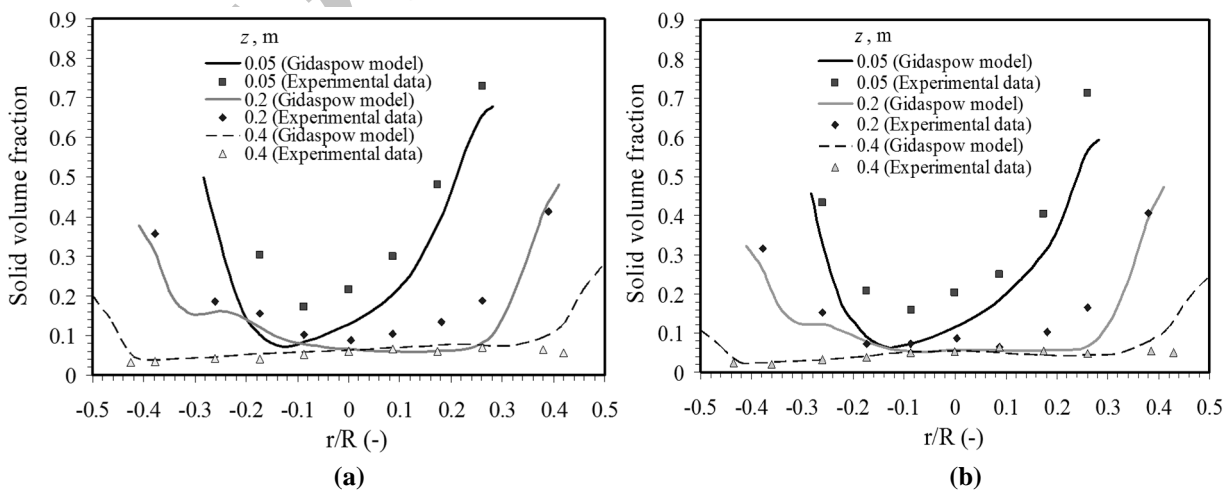 0.9
0.8
0.7
0.6
0.5
0.4
0.3
0.2
0.1
0
Solid volume fraction
z , m
0.05 (Gidaspow model)
0.05 (Experimental data)
0.2 (Gidaspow model)
0.2 (Experimental data)
0.4 (Gidaspow model)
0.4 (Experimental data)
-0.5 -0.4 -0.3 -0.2 -0.1 0 0.1 0.2 0.3 0.4 0.5
r/R (-)
(a)
0.9
0.8
0.7
0.6
0.5
0.4
0.3
0.2
0.1
0
Solid volume fraction
z , m
0.05 (Gidaspow model)
0.05 (Experimental data)
0.2 (Gidaspow model)
0.2 (Experimental data)
0.4 (Gidaspow model)
0.4 (Experimental data)
-0.5 -0.4 -0.3 -0.2 -0.1 0 0.1 0.2 0.3 0.4 0.5
r/R (-)
(b)